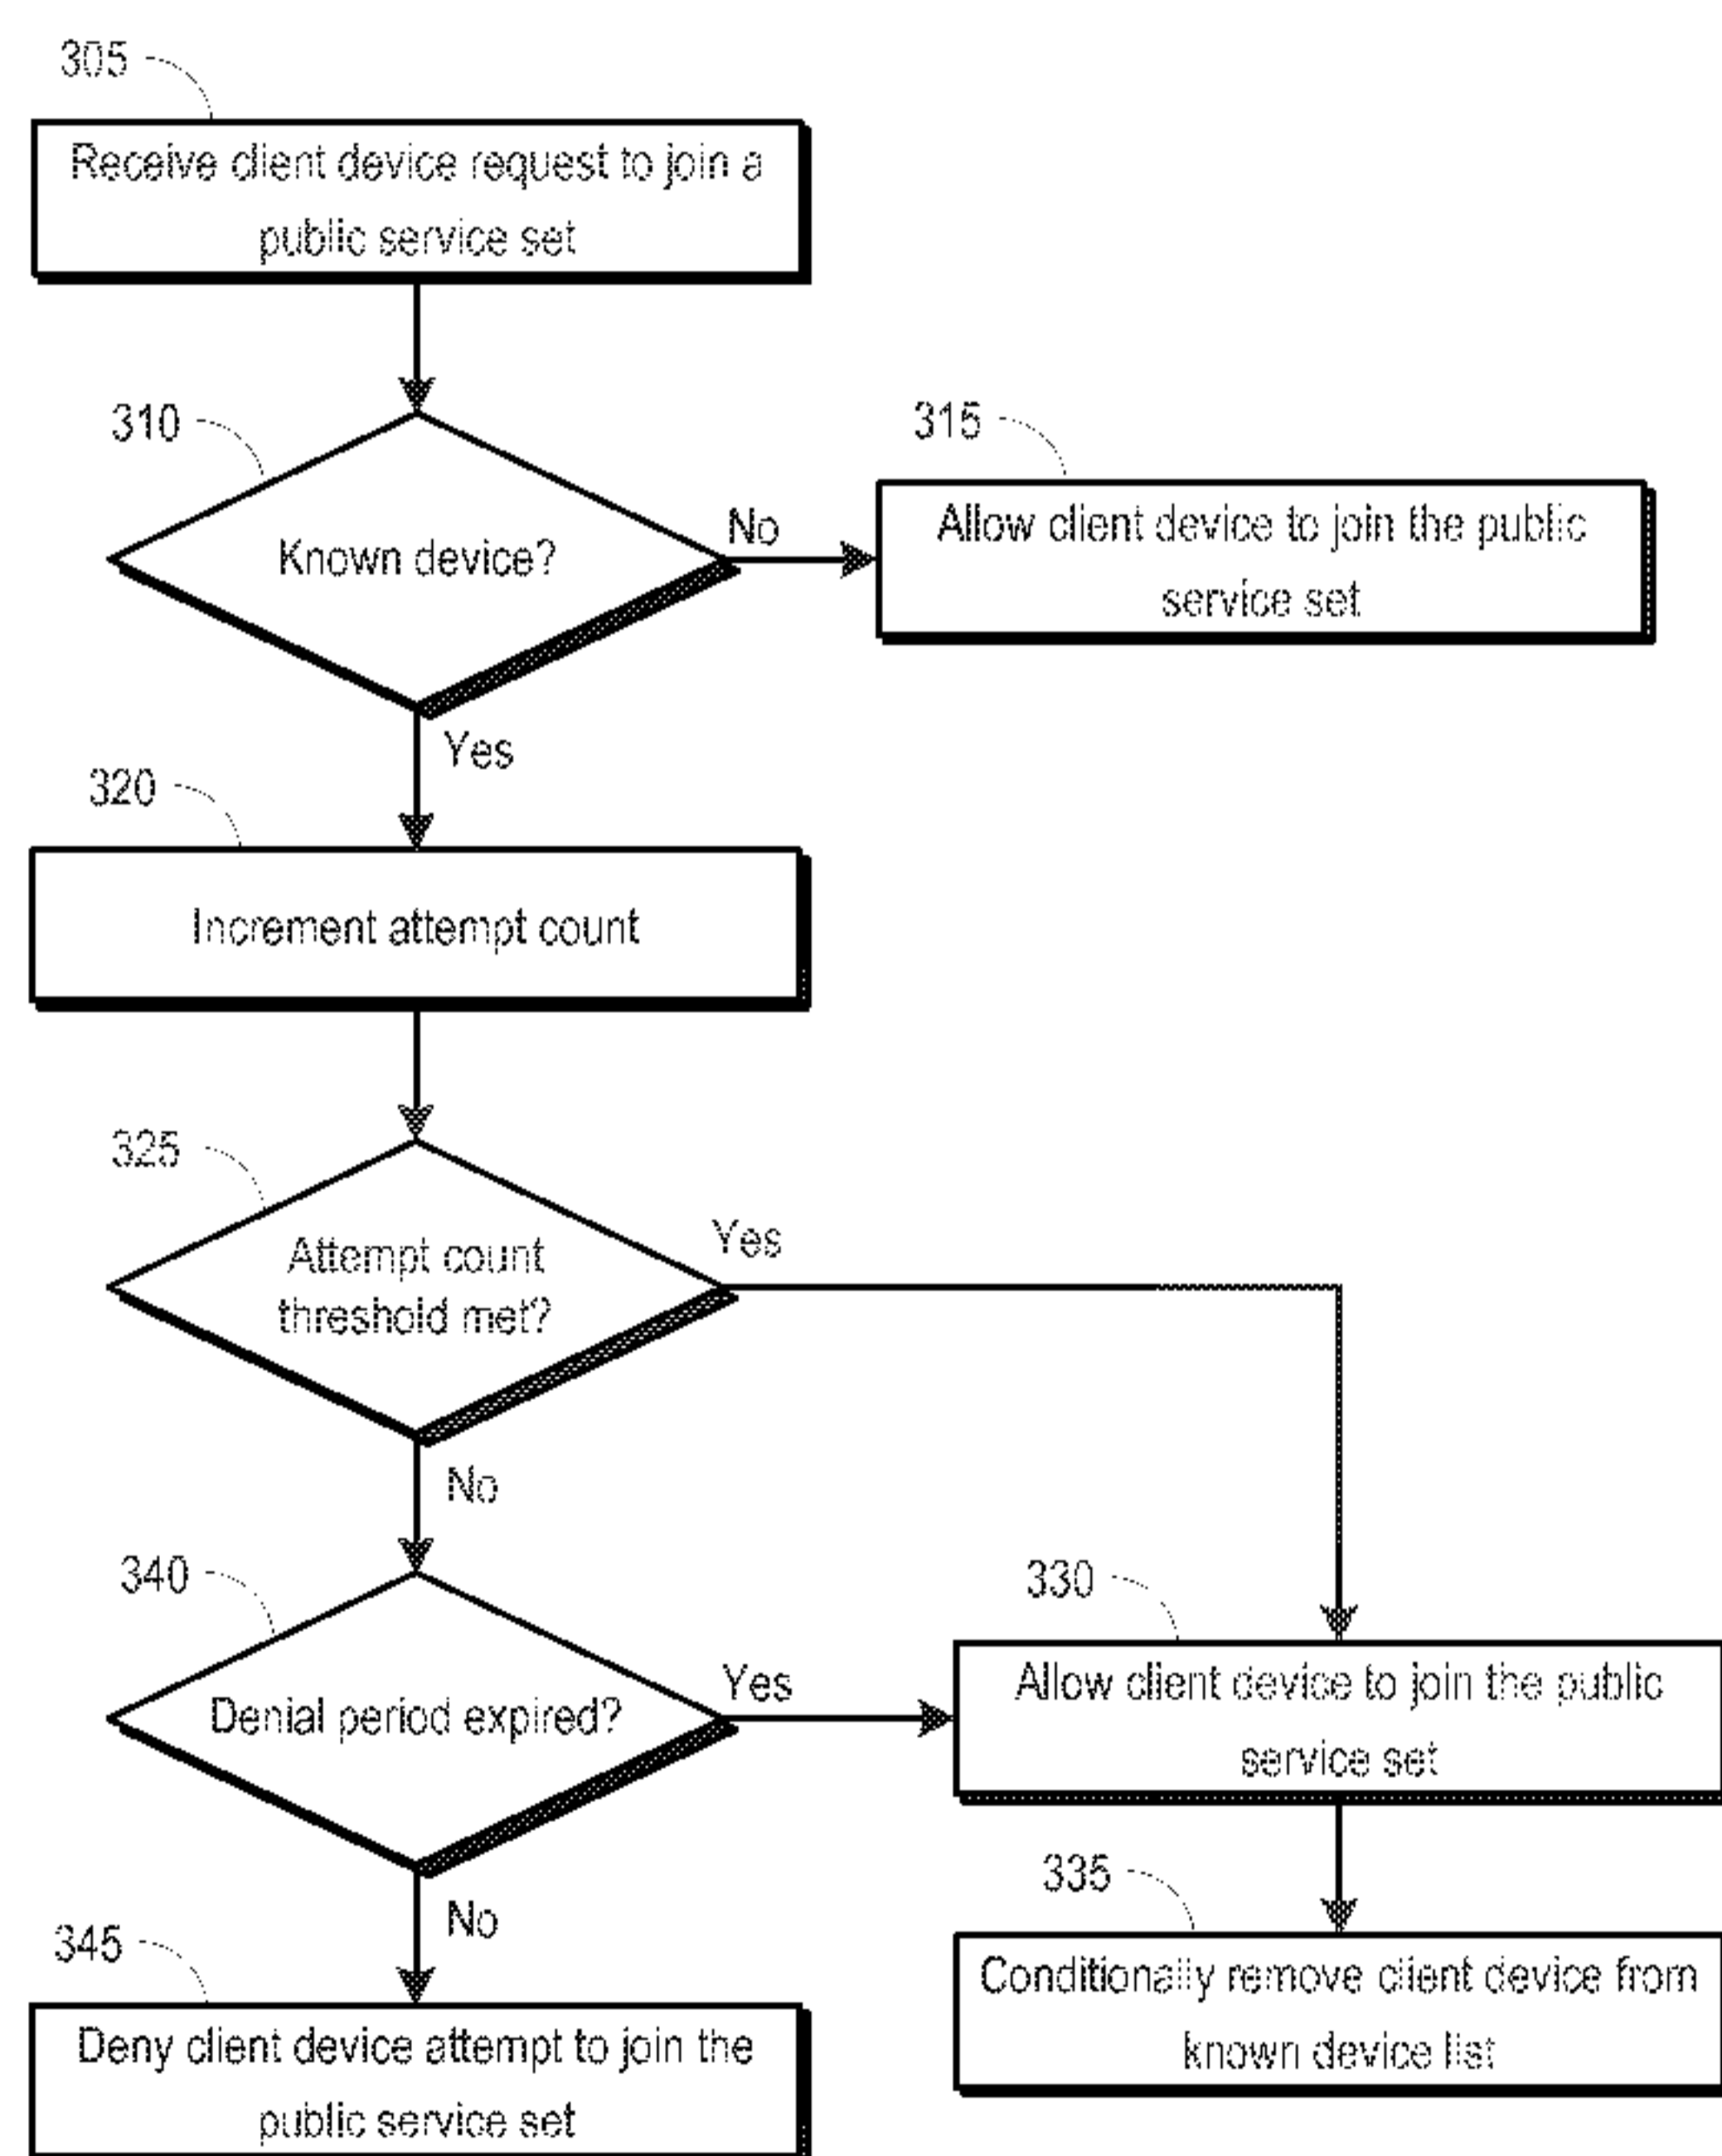 305
Receive client device request to join a
public service set
310
Known device?
No
315
Allow client device to join the public
service set
Yes
320
Increment attempt count
325
Attempt count
threshold met?
Yes
No
340
Denial period expired?
Yes
330
Allow client device to join the public
service set
335
Conditionally remove client device from
known device list
No
345
Deny client device attempt to join the
public service set